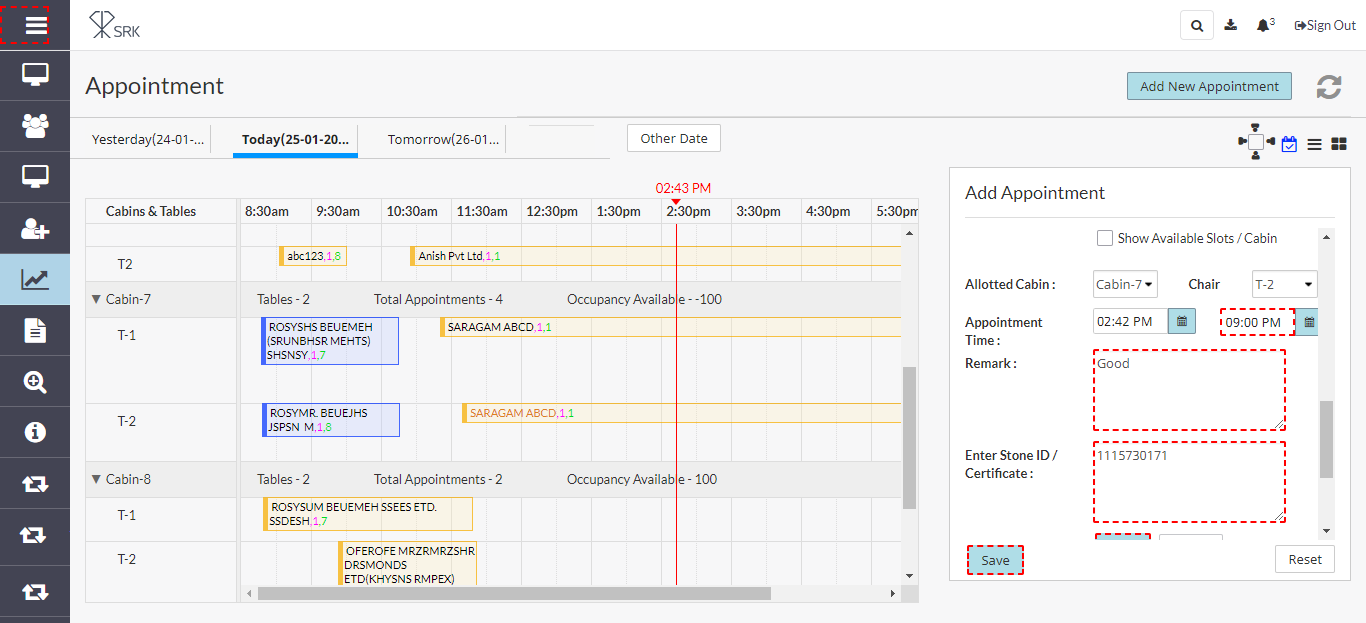 SRK
3
Sign Out
Appointment
Add New Appointment
Yesterday(24-01-...
Today(25-01-20...
Tomorrow(26-01...
Other Date
02:43 PM
Cabins & Tables
8:30am 9:30am 10:30am 11:30am 12:30pm 1:30pm 2:30pm 3:30pm 4:30pm 5:30pm
T2
abc123,1,8
Anish Pvt Ltd,1,1
Cabin-7 Tables - 2 Total Appointments - 4 Occupancy Available - -100
T-1
ROSYSHS BEUEMEH
(SRUNBHSR MEHTS)
SHSNSY,1,7
SARAGAM ABCD,1,1
T-2
ROSYMR. BEUEJHS
JSPSN M,1,8
SARAGAM ABCD,1,1
Cabin-8 Tables - 2 Total Appointments - 2 Occupancy Available - 100
T-1
ROSYSUM BEUEMEH SSEES ETD.
SSDESH,1,7
T-2
OFEROFE MRZRMRZSHR
DRSMONDS
ETD(KHYSNS RMPEX)
Add Appointment
Show Available Slots / Cabin
Allotted Cabin : Cabin-7 Chair T-2
Appointment
Time :
02:42 PM 09:00 PM
Remark :
Good
Enter Stone ID /
Certificate :
1115730171
Save
Reset